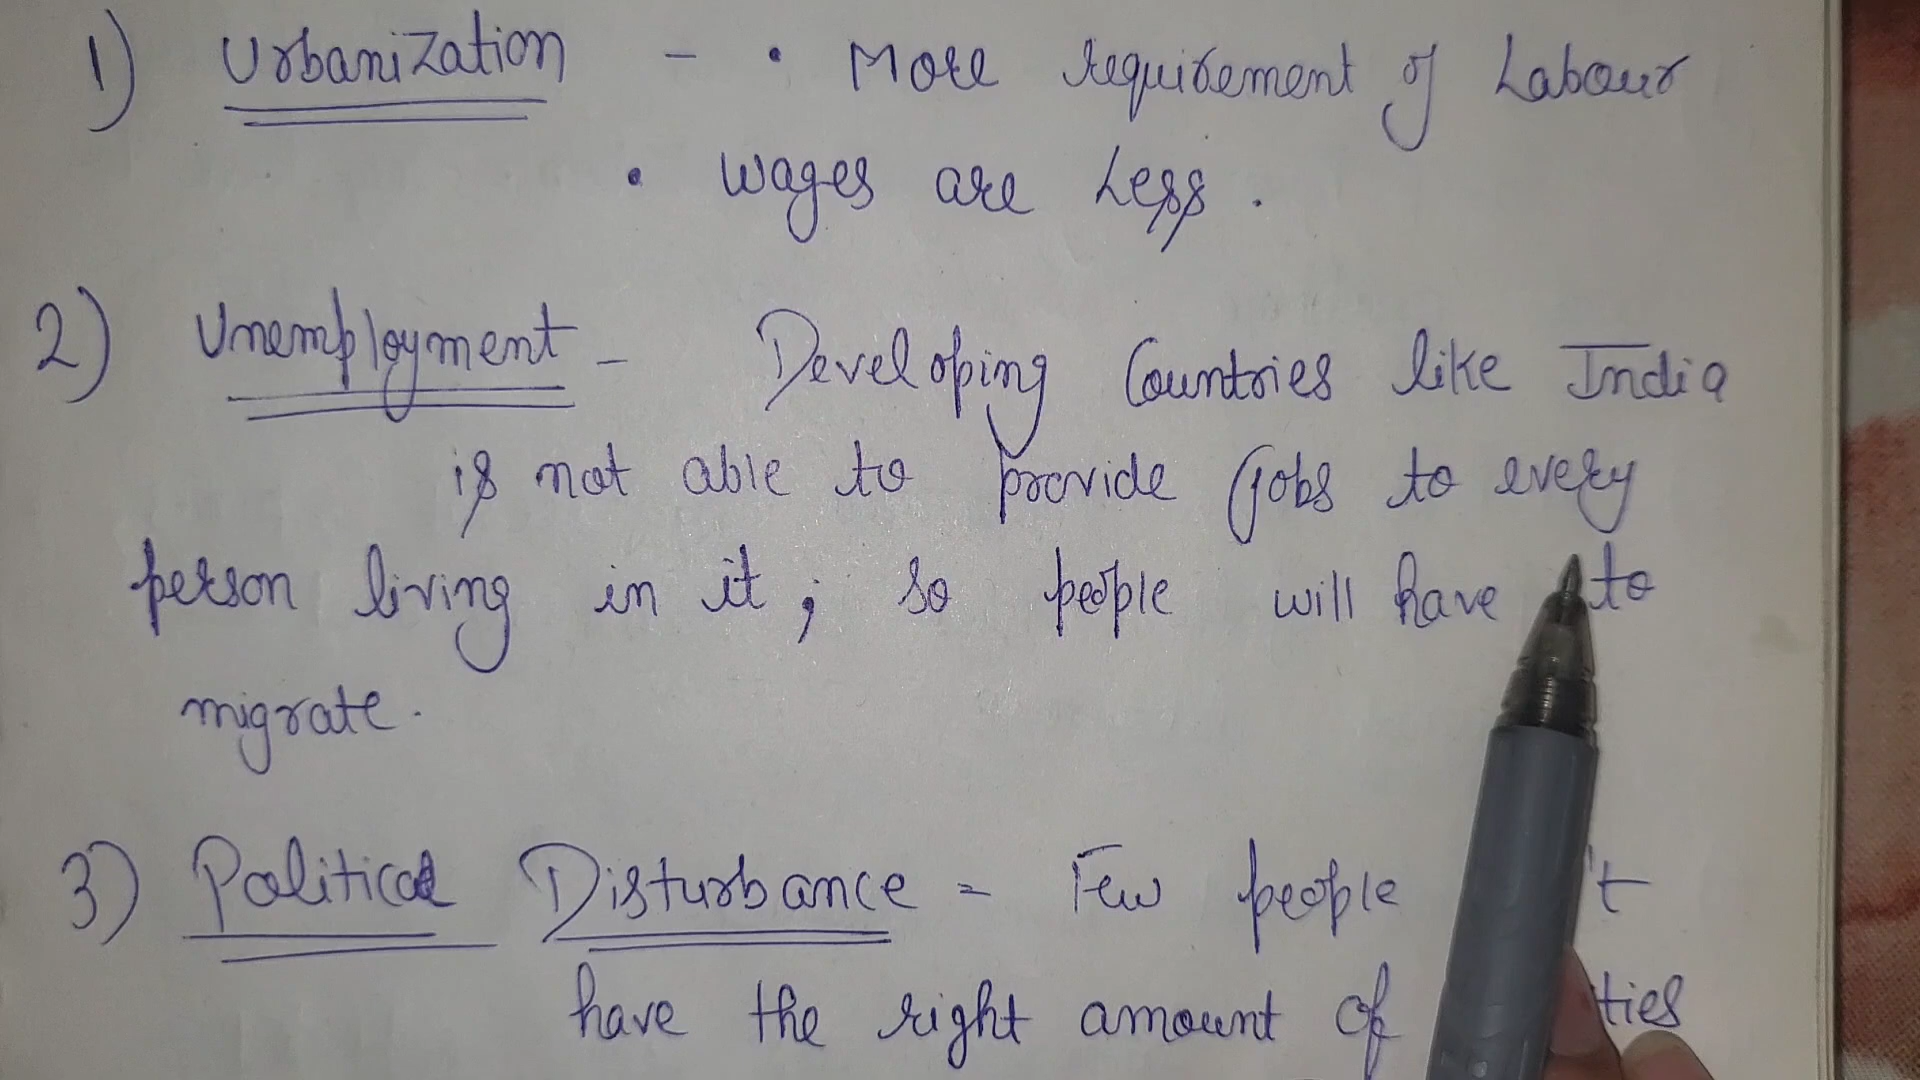 1) Urbanization - • More requirement of Labour
• wages are Less.
2) Unemployment - Developing Countries like India
is not able to provide Jobs to every
person living in it; so people will have to
migrate.
3) Political Disturbance - Few people
have the right amount of